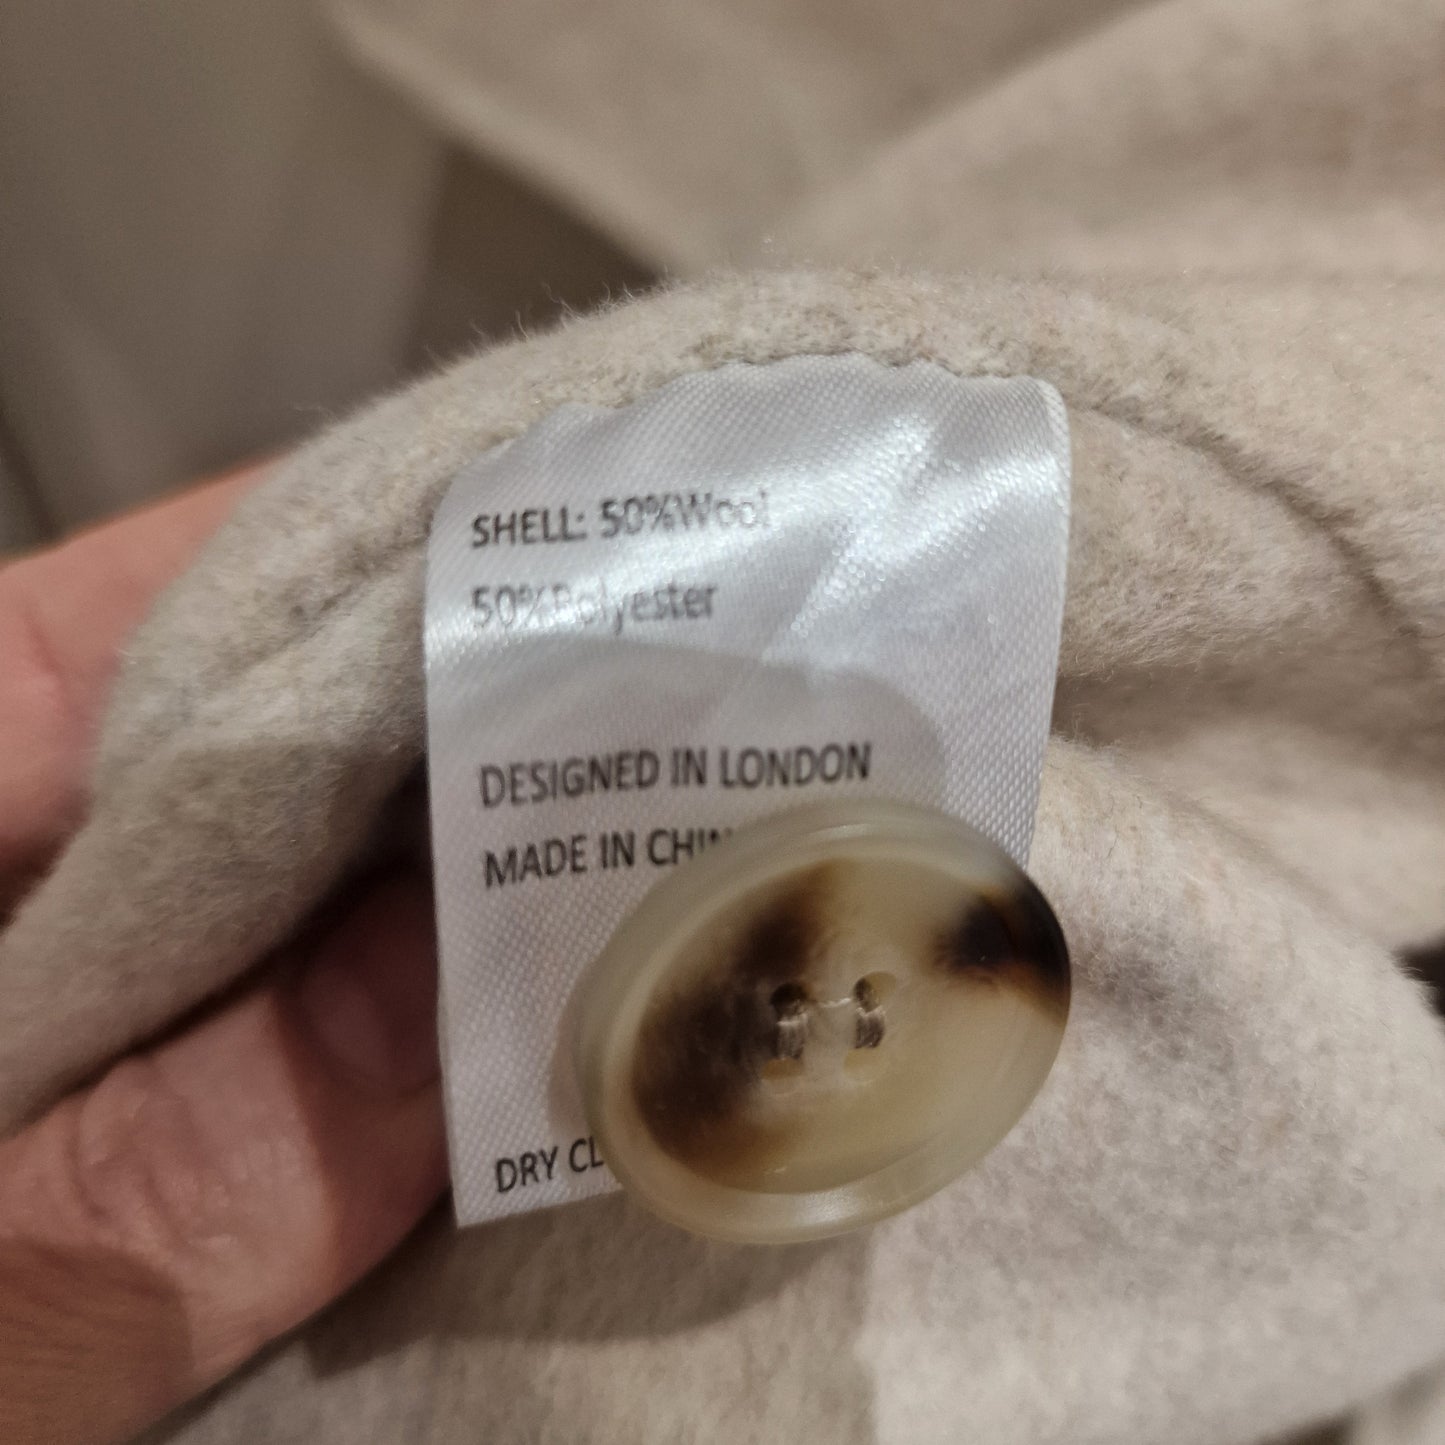 SHELL: 50%Wool
50%Polyester
DESIGNED IN LONDON
MADE IN
DRY